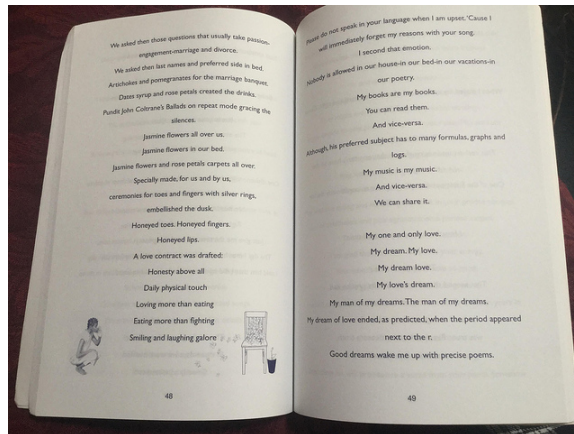 We asked then those questions that usually take passion-
engagement-marriage and divorce.
We asked then last names and preferred side in bed.
Artichokes and pomegranates for the marriage banquet.
Dates syrup and rose petals created the drinks.
Pundit John Coltrane's Ballads on repeat mode gracing the
silences.
Jasmine flowers all over us.
Jasmine flowers in our bed.
Jasmine flowers and rose petals carpets all over.
Specially made, for us and by us,
ceremonies for toes and fingers with silver rings,
embellished the dusk.
Honeyed toes. Honeyed fingers.
Honeyed lips.
A love contract was drafted:
Honesty above all
Daily physical touch
Loving more than eating
Eating more than fighting
Smiling and laughing galore
48
Please do not speak in your language when I am upset. 'Cause I
will immediately forget my reasons with your song.
I second that emotion.
Nobody is allowed in our house-in our bed-in our vacations-in
our poetry.
My books are my books.
You can read them.
And vice-versa.
Although, his preferred subject has to many formulas, graphs and
logs.
My music is my music.
And vice-versa.
We can share it.
My one and only love.
My dream. My love.
My dream love.
My love's dream.
My man of my dreams. The man of my dreams.
My dream of love ended, as predicted, when the period appeared
next to the r.
Good dreams wake me up with precise poems.
49